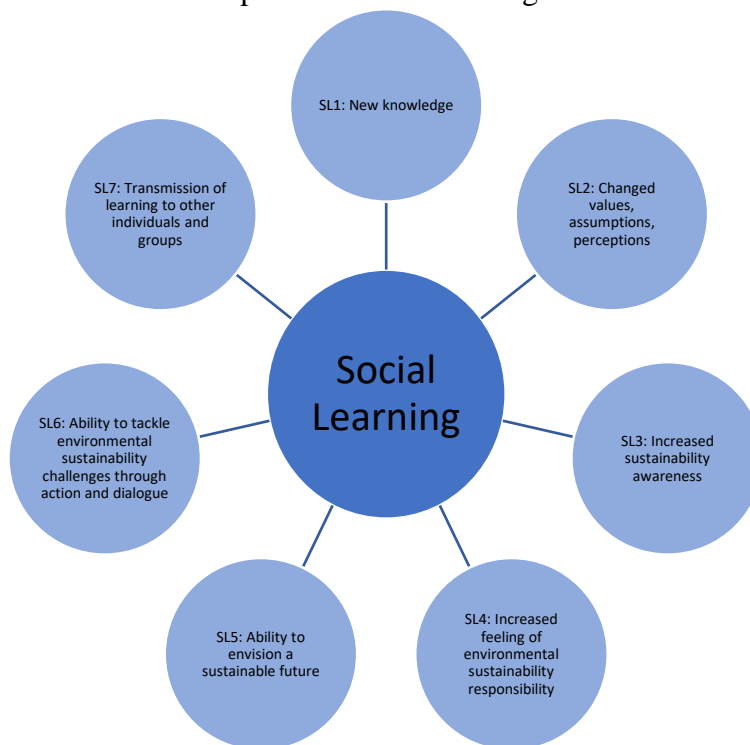 SL1: New knowledge
SL2: Changed
values,
assumptions,
perceptions
SL3: Increased
sustainability
awareness
SL4: Increased
feeling of
environmental
sustainability
responsibility
SL5: Ability to
envision a
sustainable future
SL6: Ability to tackle
environmental
sustainability
challenges through
action and dialogue
SL7: Transmission of
learning to other
individuals and
groups
Social
Learning